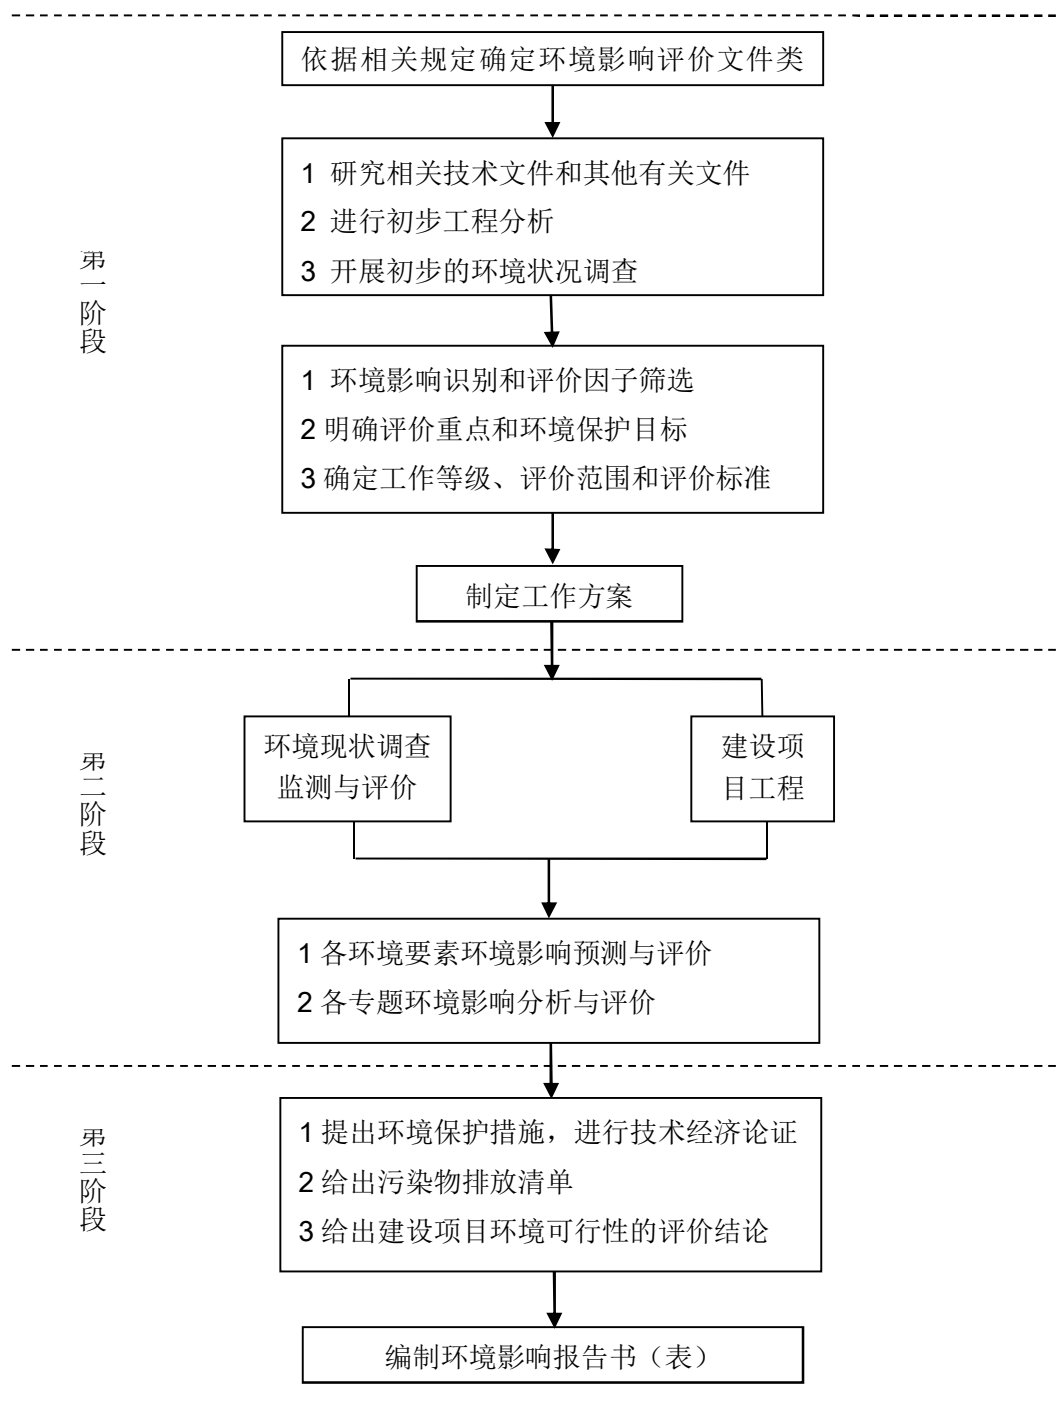 依据相关规定确定环境影响评价文件类
1 研究相关技术文件和其他有关文件
2 进行初步工程分析
3 开展初步的环境状况调查
第一阶段
1 环境影响识别和评价因子筛选
2 明确评价重点和环境保护目标
3 确定工作等级、评价范围和评价标准
制定工作方案
环境现状调查
监测与评价
建设项
目工程
第二阶段
1 各环境要素环境影响预测与评价
2 各专题环境影响分析与评价
第三阶段
1 提出环境保护措施，进行技术经济论证
2 给出污染物排放清单
3 给出建设项目环境可行性的评价结论
编制环境影响报告书（表）